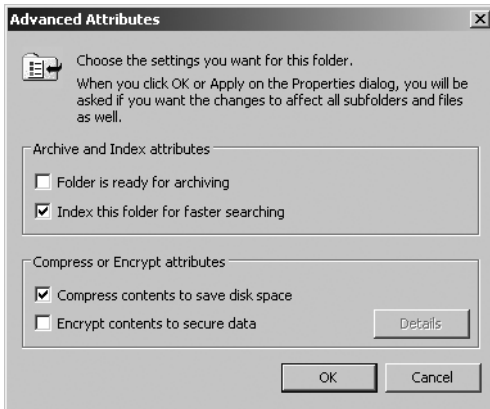 Advanced Attributes
Choose the settings you want for this folder.
When you click OK or Apply on the Properties dialog, you will be
asked if you want the changes to affect all subfolders and files
as well.
Archive and Index attributes
Folder is ready for archiving
Index this folder for faster searching
Compress or Encrypt attributes
Compress contents to save disk space
Encrypt contents to secure data
Details
OK
Cancel